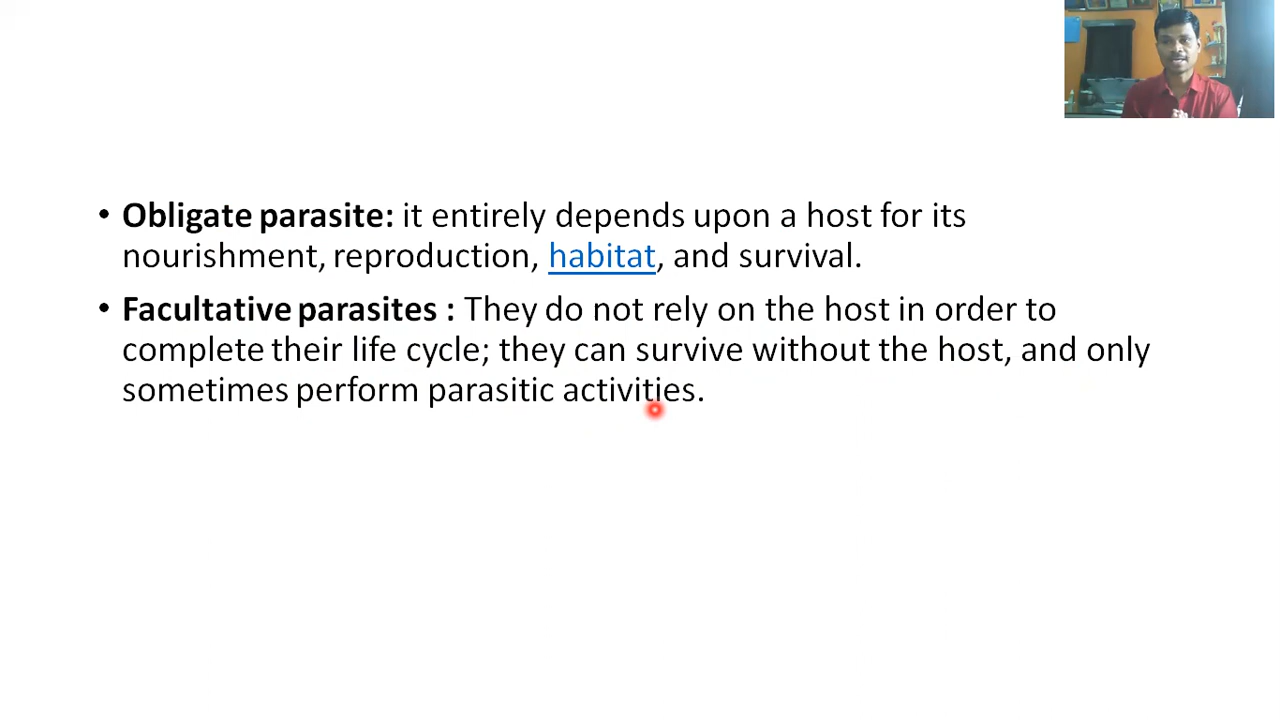 • Obligate parasite: it entirely depends upon a host for its
nourishment, reproduction, habitat, and survival.
• Facultative parasites : They do not rely on the host in order to
complete their life cycle; they can survive without the host, and only
sometimes perform parasitic activities.